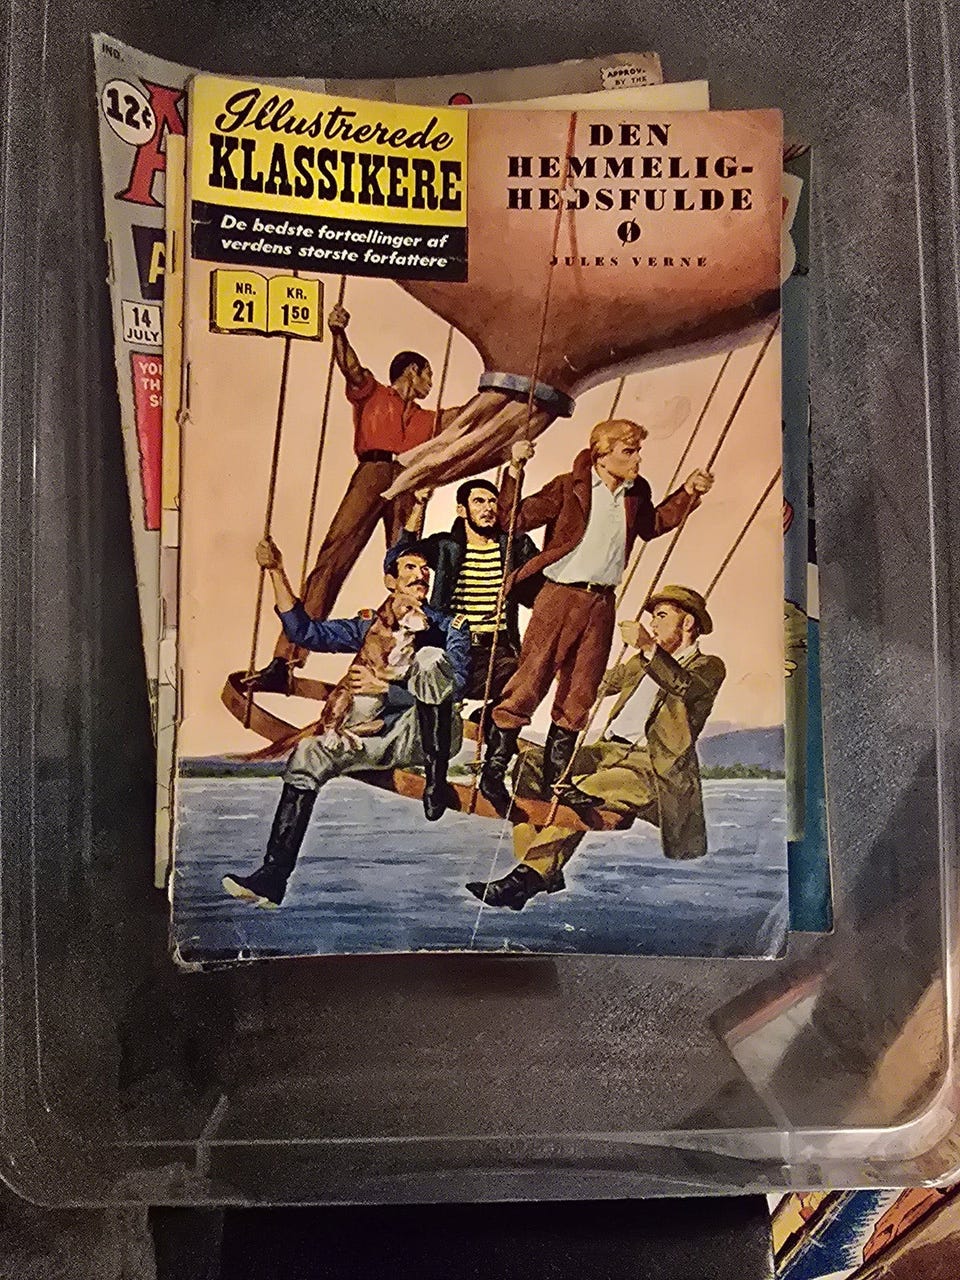 Illustrerede
KLASSIKERE
De bedste fortællinger af
verdens største forfattere
NR.
21
KR.
1 50
DEN
HEMMELIG-
HEDSFULDE
Ø
JULES VERNE
IND.
12¢
APPROV.
BY THE
14
JULY